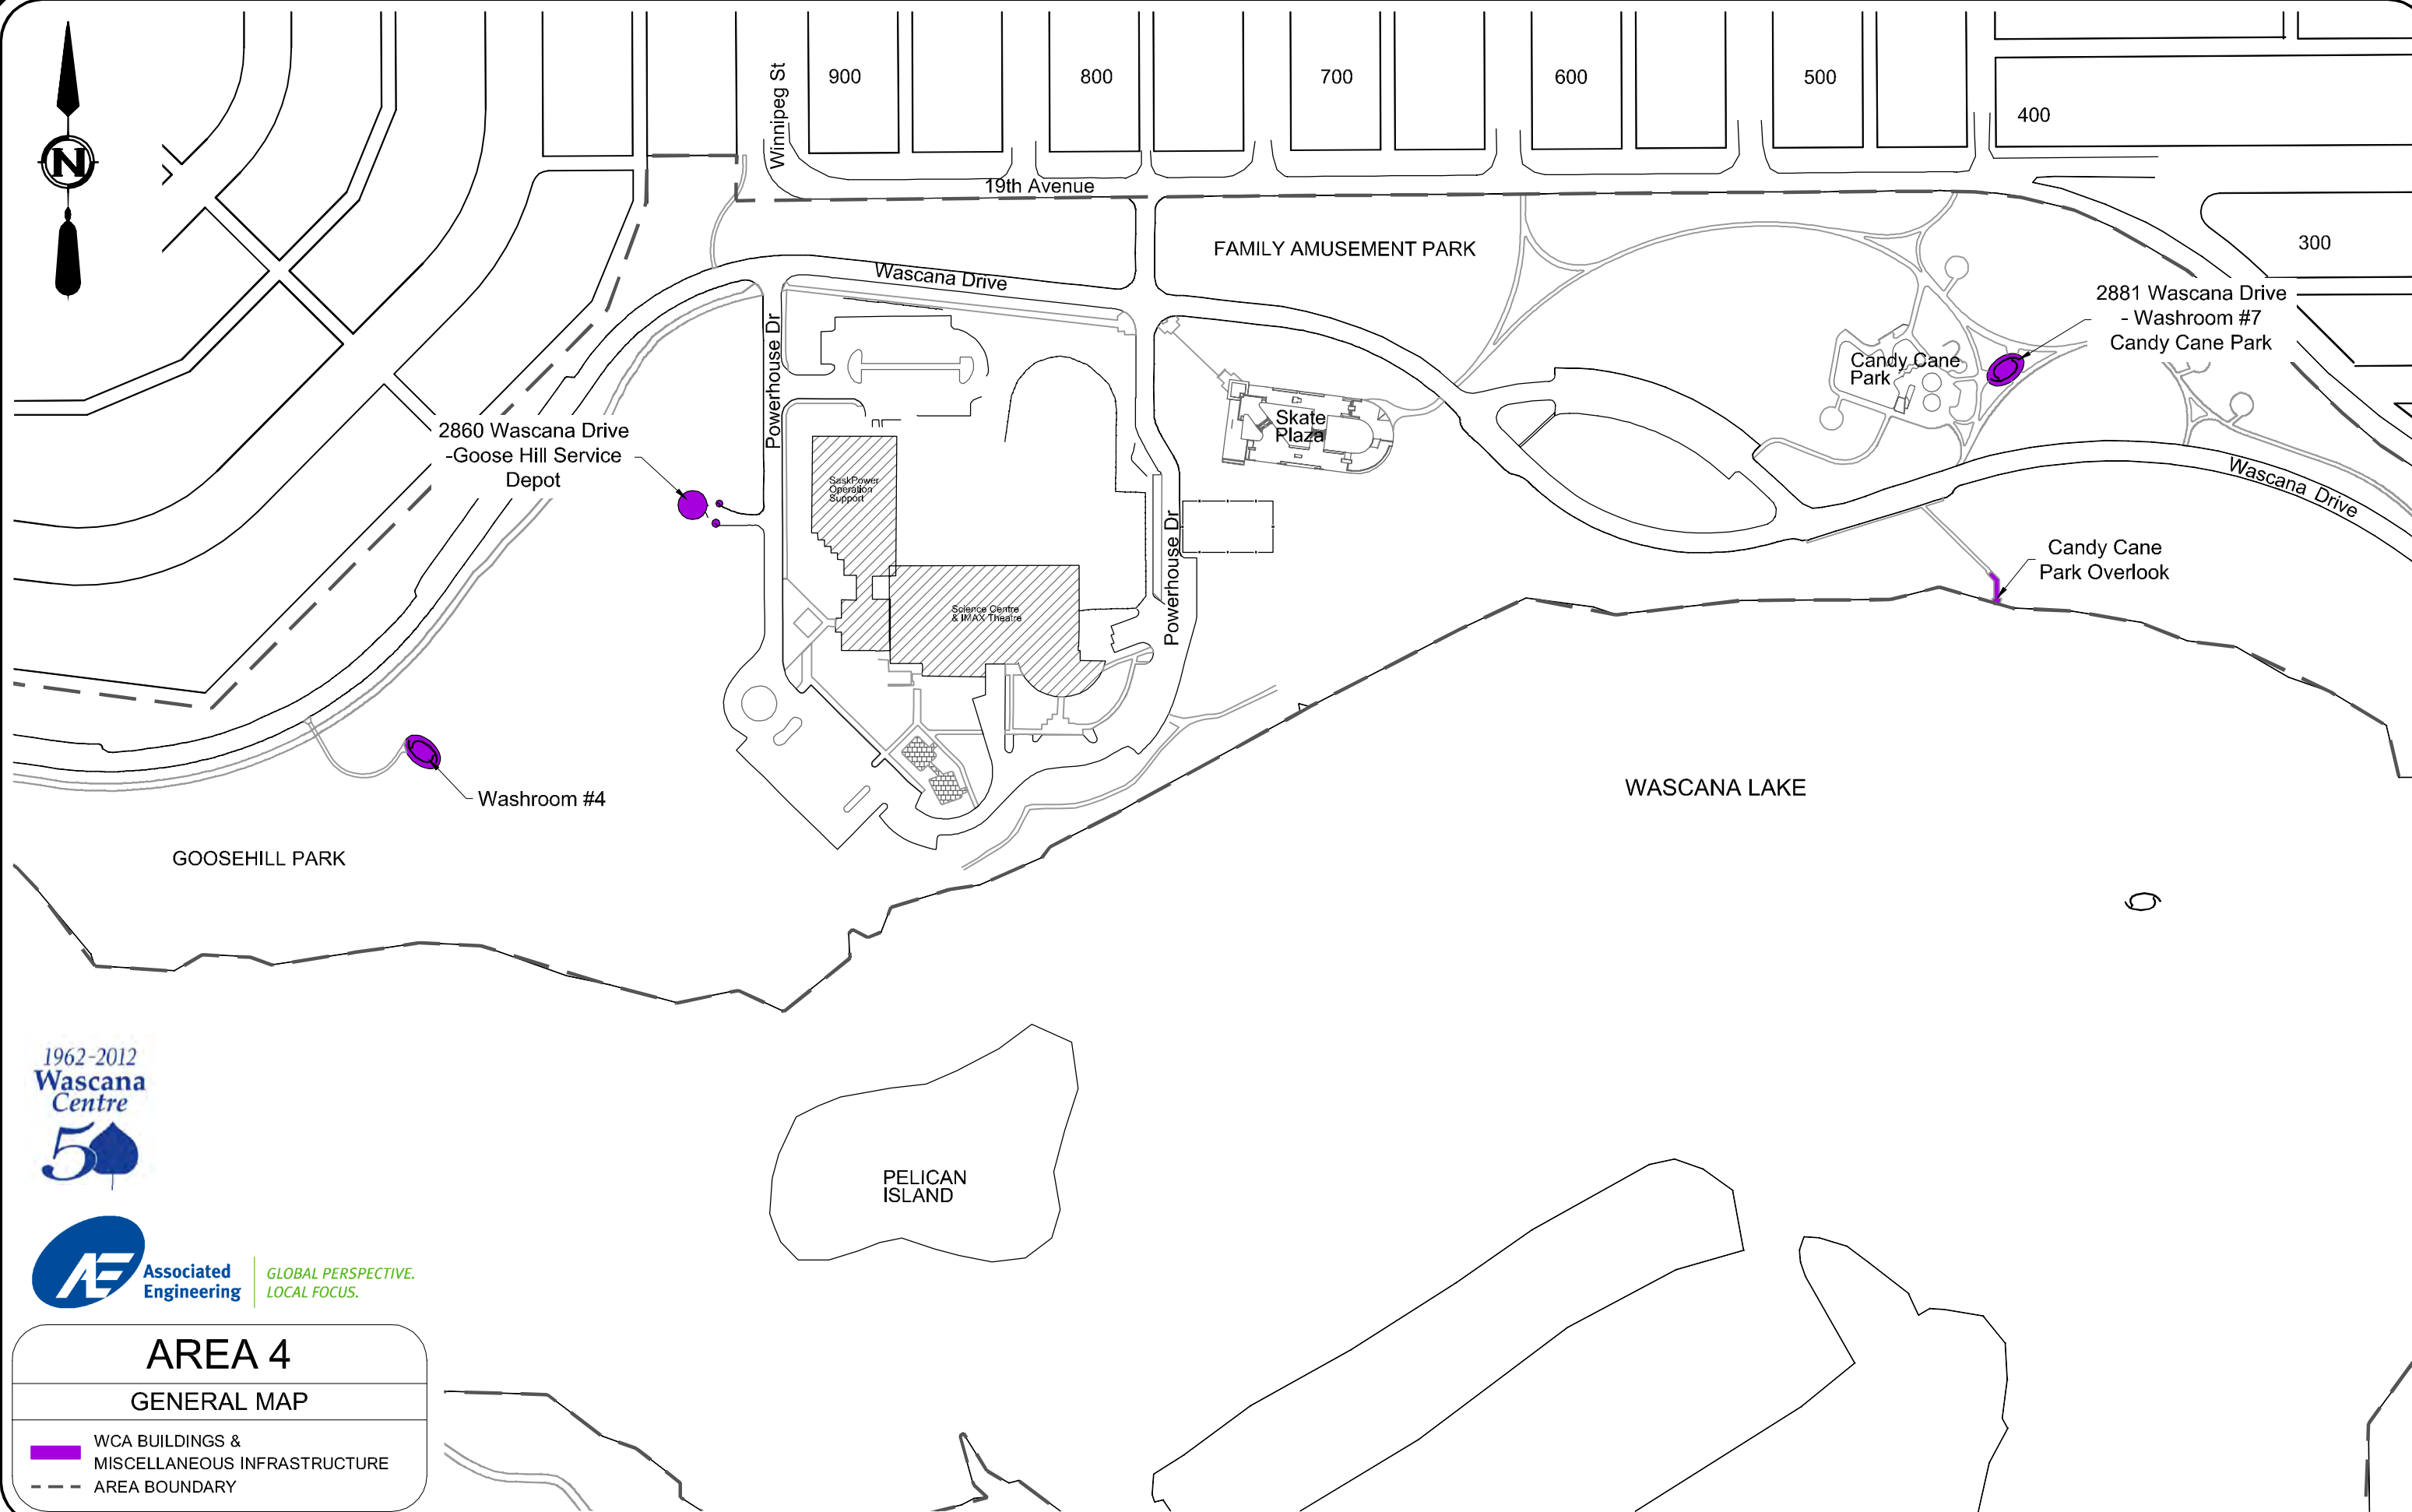 900
800
700
600
500
400
300
Winnipeg St
19th Avenue
N
FAMILY AMUSEMENT PARK
Wascana Drive
Powerhouse Dr
2881 Wascana Drive
- Washroom #7
Candy Cane Park
Candy Cane
Park
Skate
Plaza
2860 Wascana Drive
-Goose Hill Service
Depot
SaskPower
Operation
Support
Wascana Drive
Powerhouse Dr
Candy Cane
Park Overlook
Science Centre
& IMAX Theatre
Washroom #4
WASCANA LAKE
GOOSEHILL PARK
PELICAN
ISLAND
1962-2012
Wascana
Centre
50
AE
Associated
Engineering
GLOBAL PERSPECTIVE.
LOCAL FOCUS.
AREA 4
GENERAL MAP
WCA BUILDINGS &
MISCELLANEOUS INFRASTRUCTURE
AREA BOUNDARY